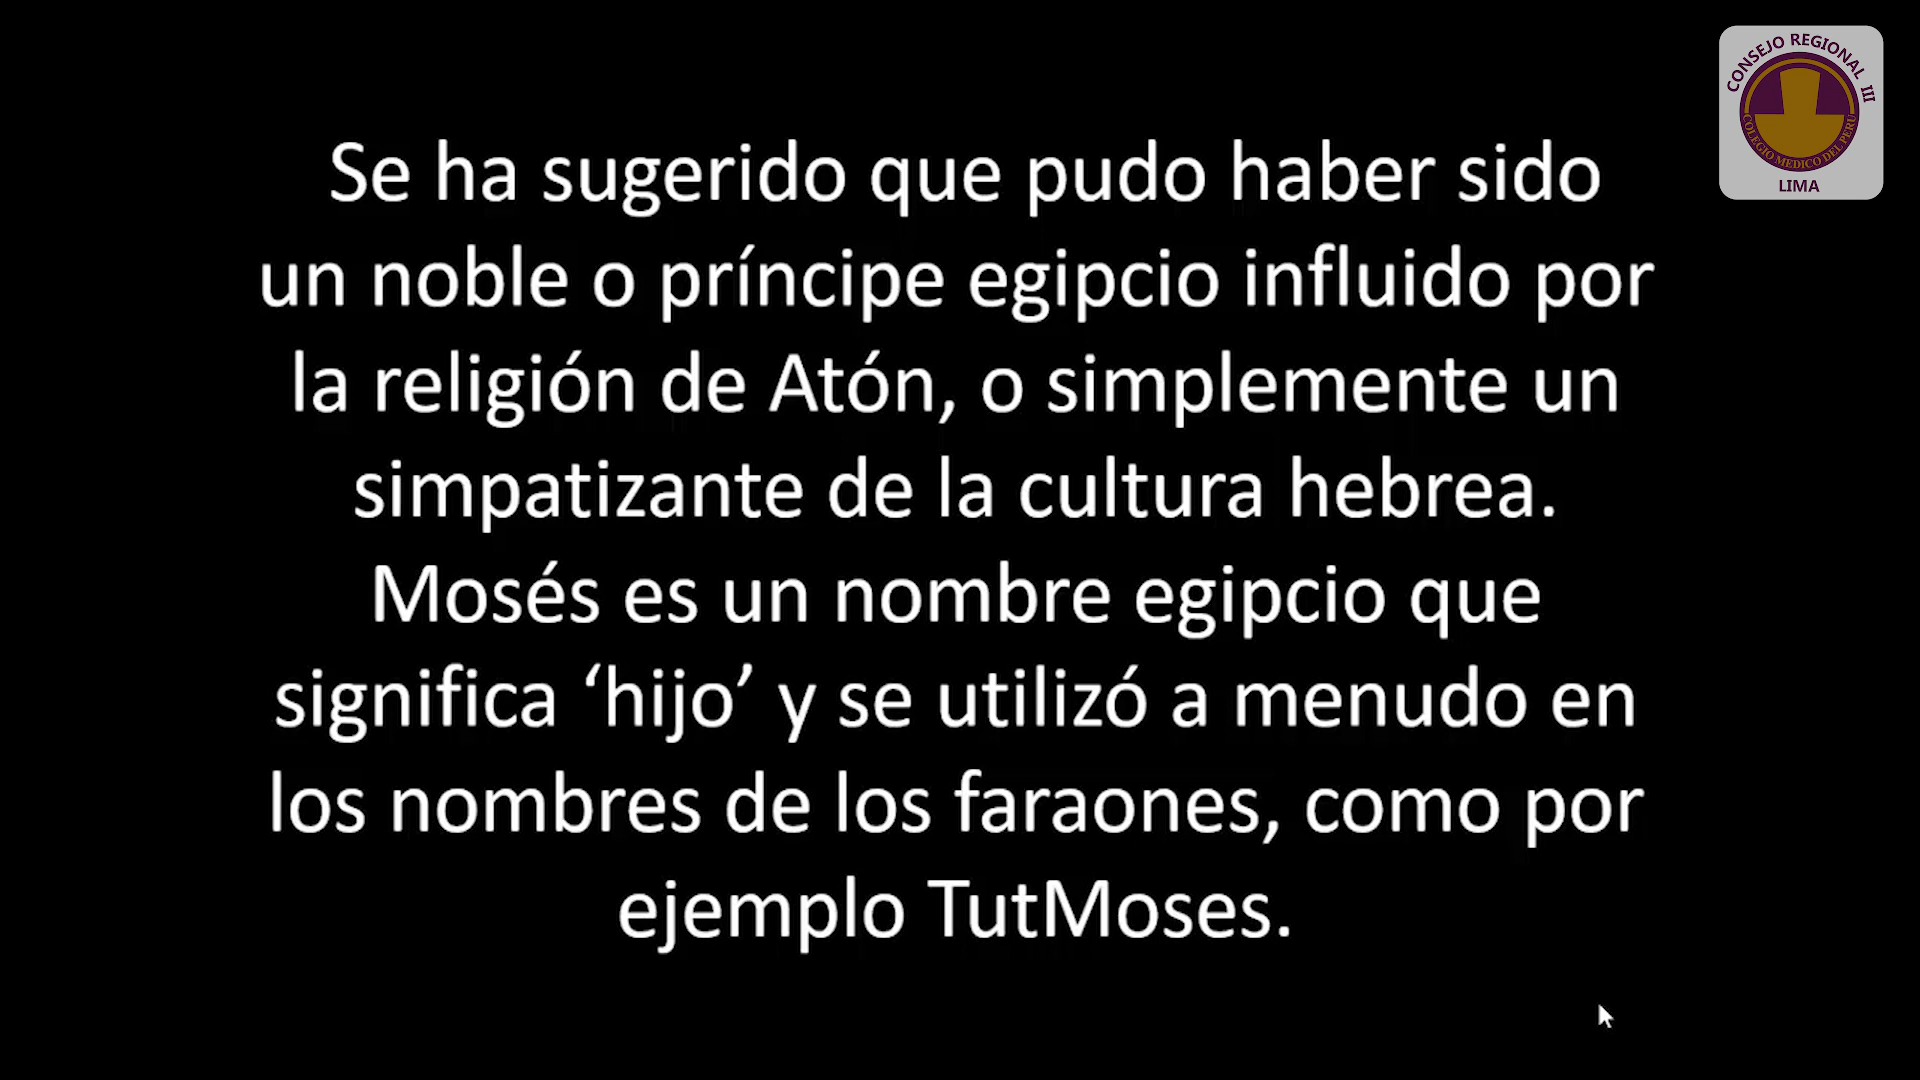 CONSEJO REGIONAL III
COLEGIO MEDICO DEL PERU
LIMA
Se ha sugerido que pudo haber sido
un noble o príncipe egipcio influido por
la religión de Atón, o simplemente un
simpatizante de la cultura hebrea.
Mosés es un nombre egipcio que
significa ‘hijo’ y se utilizó a menudo en
los nombres de los faraones, como por
ejemplo TutMoses.